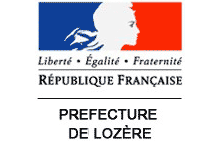 Liberté • Égalité • Fraternité
RÉPUBLIQUE FRANÇAISE
PREFECTURE
DE LOZÈRE